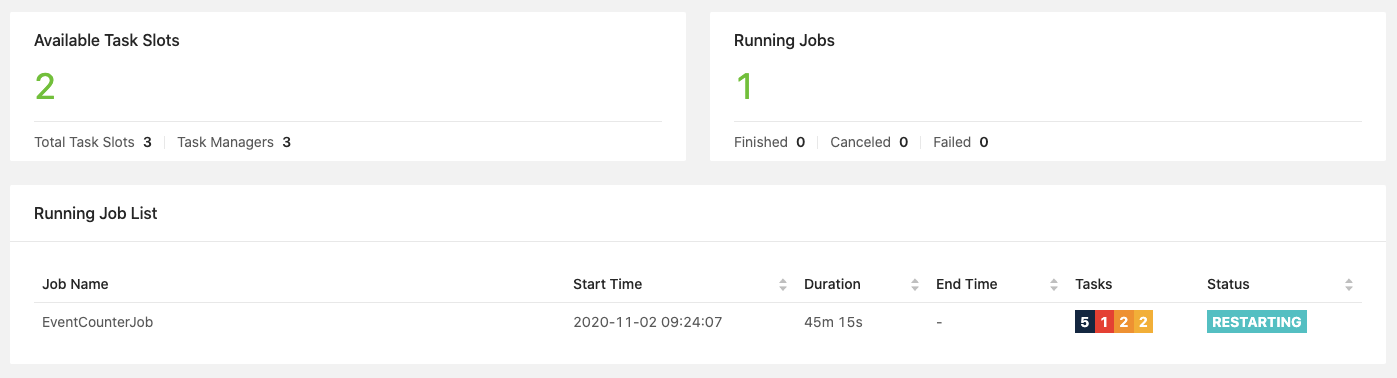 Available Task Slots
2
Total Task Slots 3 Task Managers 3
Running Jobs
1
Finished 0 Canceled 0 Failed 0
Running Job List
Job Name Start Time Duration End Time Tasks Status
EventCounterJob 2020-11-02 09:24:07 45m 15s - 5 1 2 2 RESTARTING